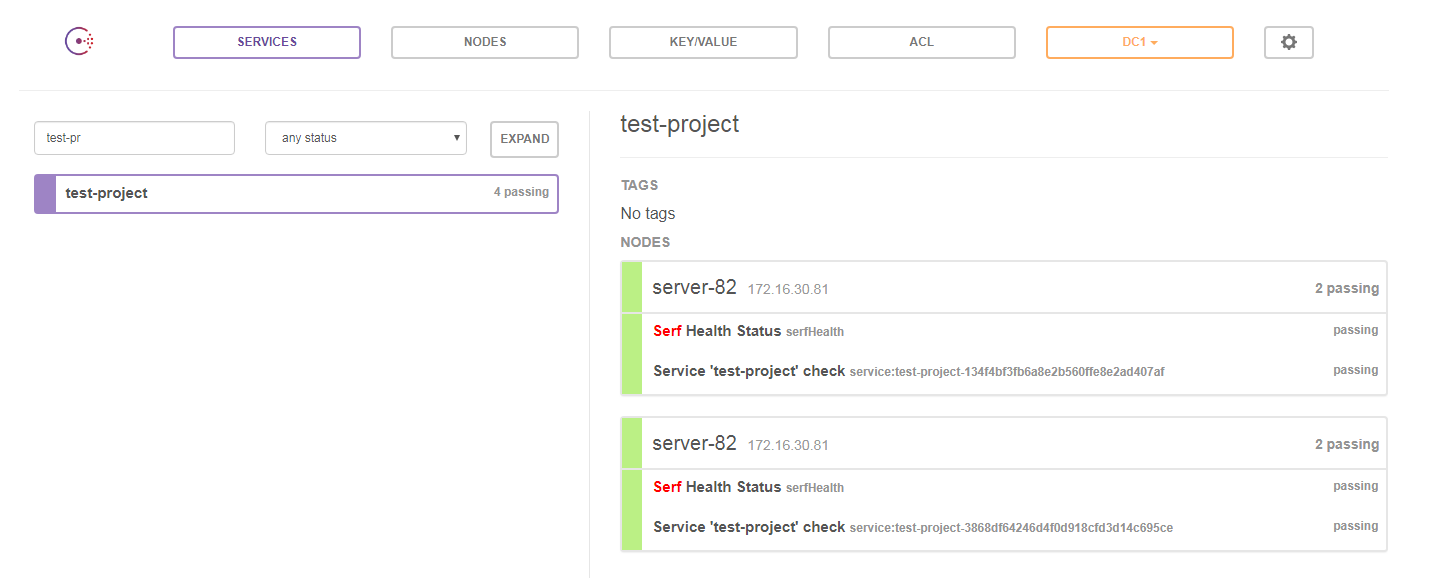 SERVICES NODES KEY/VALUE ACL DC1
test-pr any status EXPAND
test-project 4 passing
test-project
TAGS
No tags
NODES
server-82 172.16.30.81 2 passing
Serf Health Status serfHealth passing
Service 'test-project' check service:test-project-134f4bf3fb6a8e2b560ffe8e2ad407af passing
server-82 172.16.30.81 2 passing
Serf Health Status serfHealth passing
Service 'test-project' check service:test-project-3868df64246d4f0d918cfd3d14c695ce passing